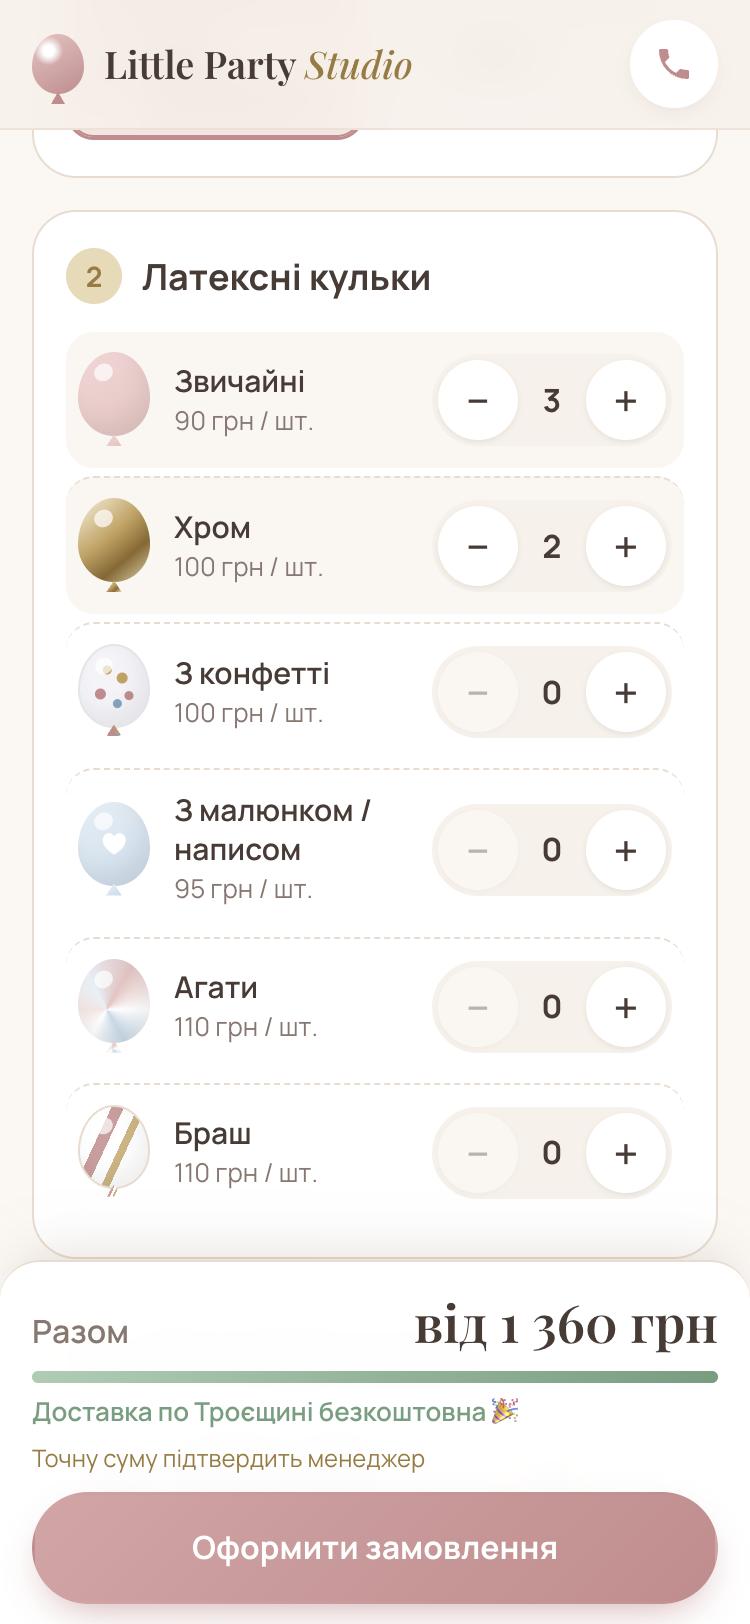 Little Party Studio
2
Латексні кульки
Звичайні
90 грн / шт.
− 3 +
Хром
100 грн / шт.
− 2 +
З конфетті
100 грн / шт.
− 0 +
З малюнком /
написом
95 грн / шт.
− 0 +
Агати
110 грн / шт.
− 0 +
Браш
110 грн / шт.
− 0 +
Разом
від 1 360 грн
Доставка по Троєщині безкоштовна 🎉
Точну суму підтвердить менеджер
Оформити замовлення